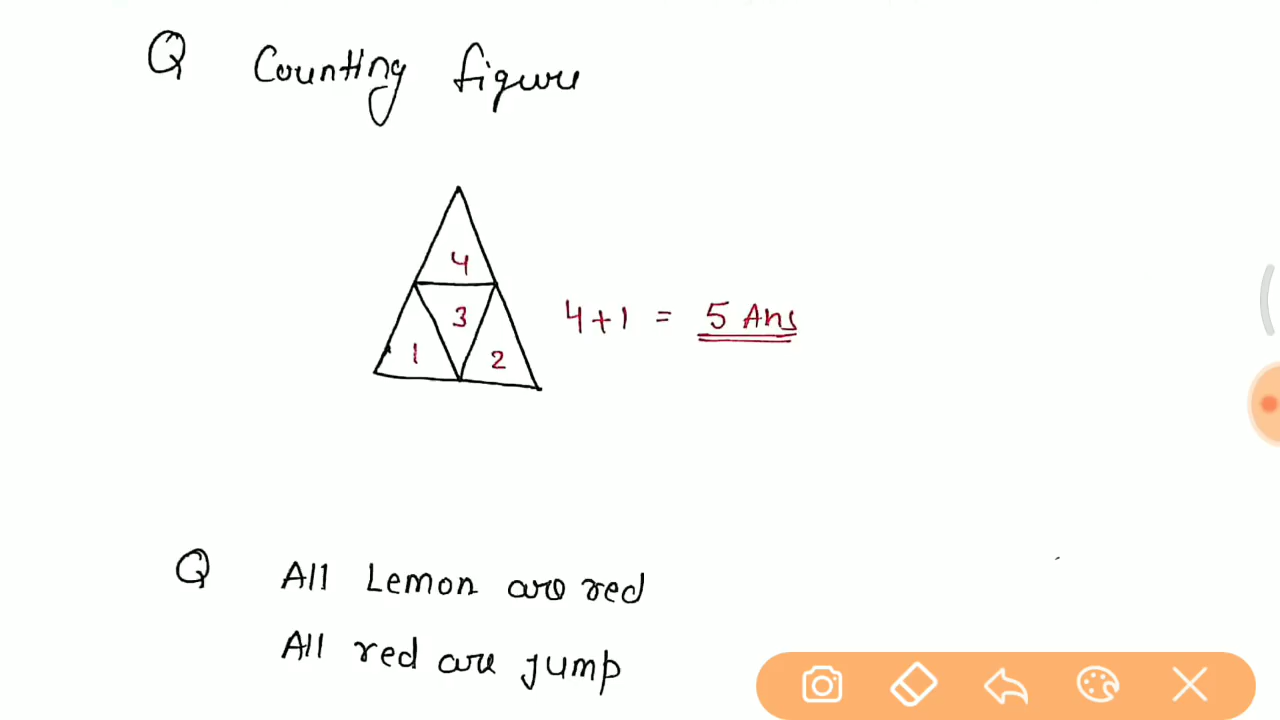 Q Counting figure
4
3
1
2
4+1 = 5 Ans
Q All Lemon are red
All red are jump